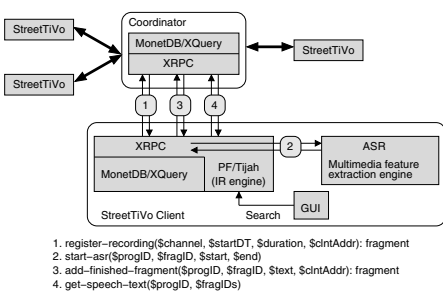 Coordinator
StreetTiVo
MonetDB/XQuery
XRPC
StreetTiVo
StreetTiVo
1
3
4
XRPC
2
ASR
MonetDB/XQuery
PF/Tijah
(IR engine)
Multimedia feature
extraction engine
GUI
StreetTiVo Client
Search
1. register-recording($channel, $startDT, $duration, $clntAddr): fragment
2. start-asr($progID, $fragID, $start, $end)
3. add-finished-fragment($progID, $fragID, $text, $clntAddr): fragment
4. get-speech-text($progID, $fragIDs)